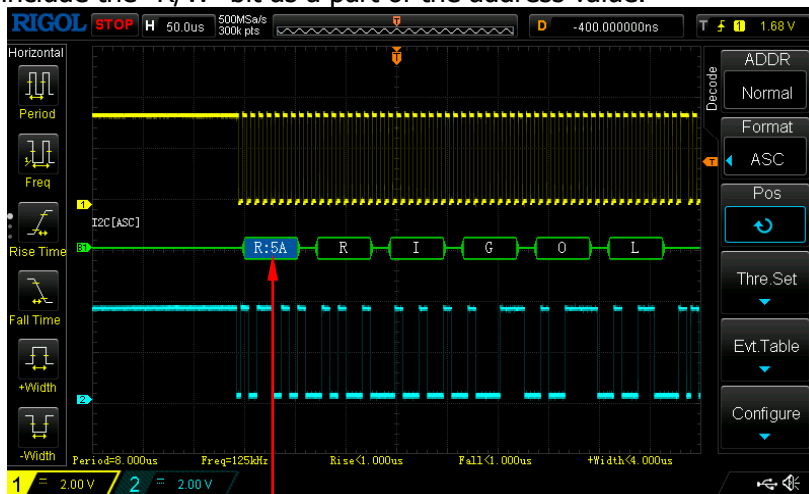 include the "R/W" bit as a part of the address value.
RIGOL STOP H 50.0us 500MSa/s 300k pts D -400.000000ns T 1 1.68 V
Horizontal
Period
Freq
Rise Time
Fall Time
+Width
-Width
T
1
I2C[ASC]
B1 R:5A R I G O L
2
Period=8.000us Freq=125kHz Rise<1.000us Fall<1.000us +Width<4.000us
1 = 2.00 V 2 = 2.00 V
Decode
ADDR
Normal
Format
ASC
Pos
Thre.Set
Evt.Table
Configure